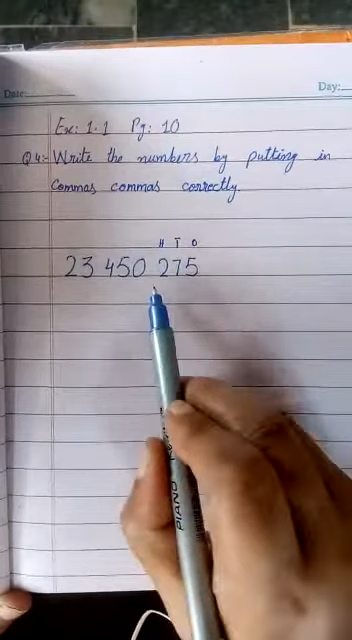 Date: Day:
Ex: 1.1 Pg: 10
Q4:- Write the numbers by putting in
Commas commas correctly.
H T O
23 450 275
PIANO